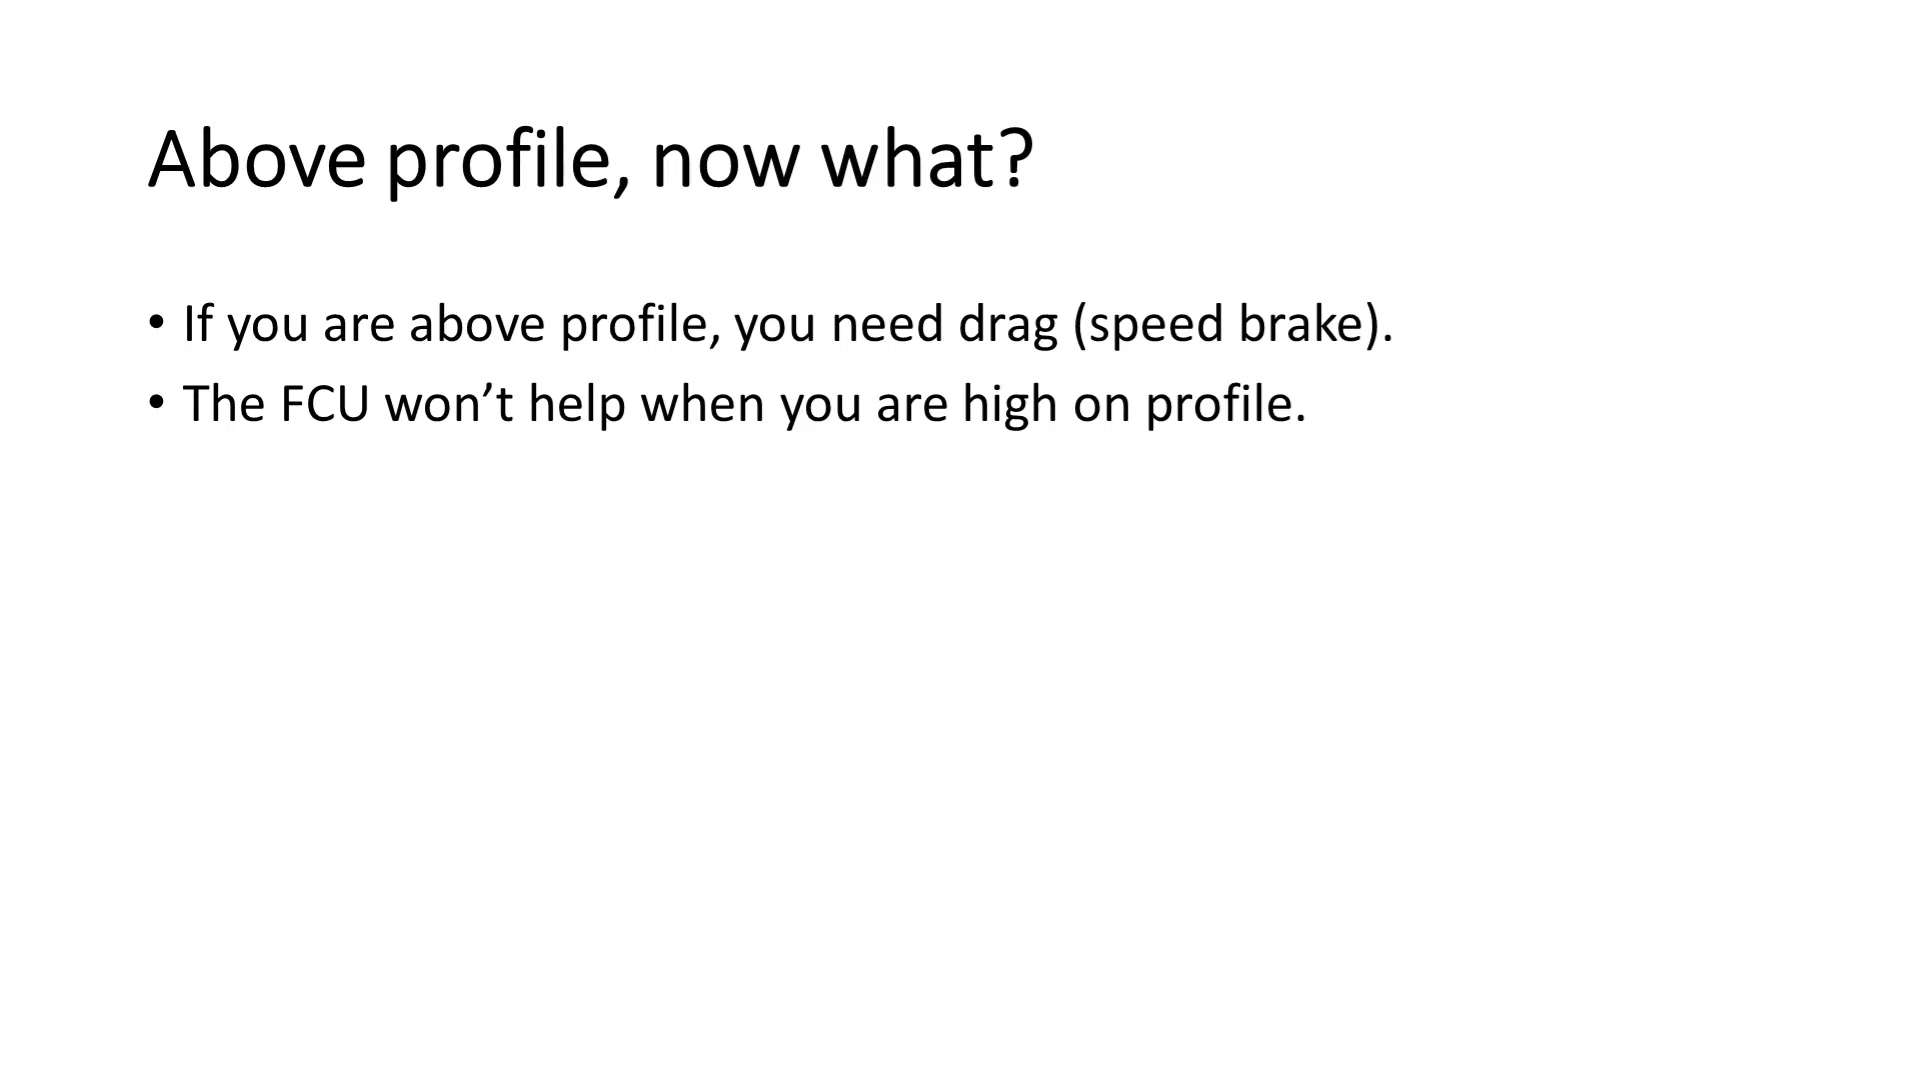 Above profile, now what?
• If you are above profile, you need drag (speed brake).
• The FCU won’t help when you are high on profile.